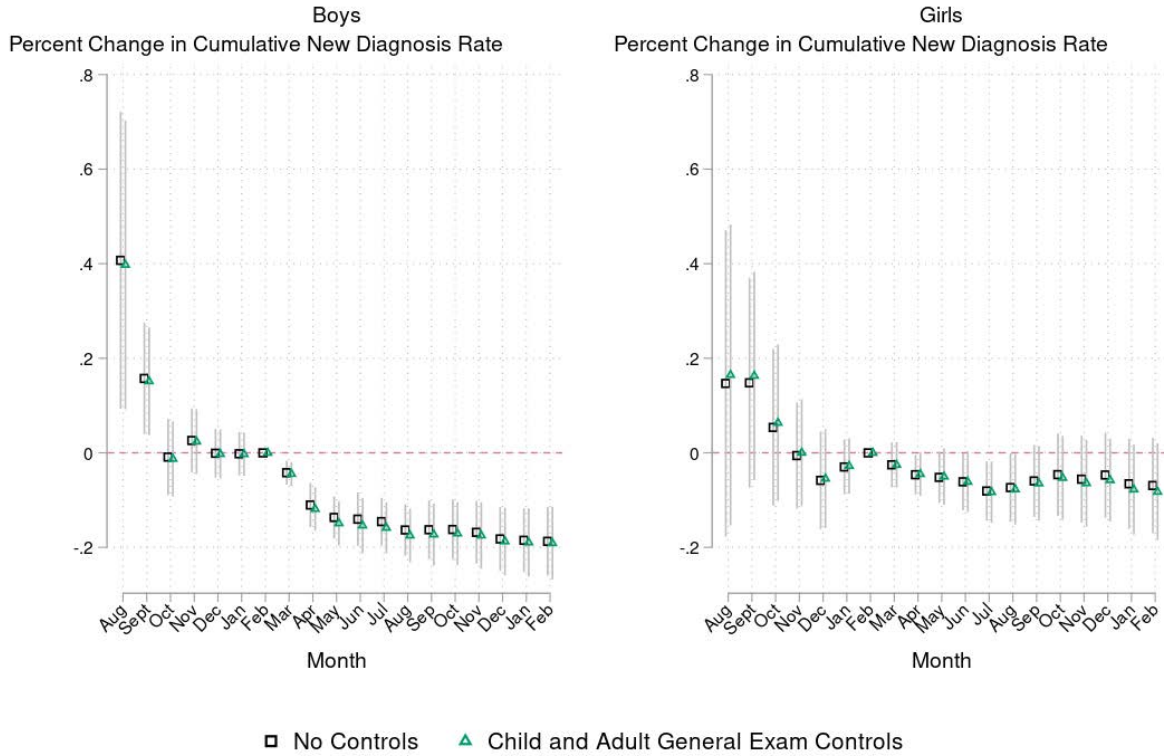 Boys
Percent Change in Cumulative New Diagnosis Rate
.8
.6
.4
.2
0
-.2
Aug Sept Oct Nov Dec Jan Feb Mar Apr May Jun Jul Aug Sep Oct Nov Dec Jan Feb
Month
Girls
Percent Change in Cumulative New Diagnosis Rate
.8
.6
.4
.2
0
-.2
Aug Sept Oct Nov Dec Jan Feb Mar Apr May Jun Jul Aug Sep Oct Nov Dec Jan Feb
Month
No Controls Child and Adult General Exam Controls